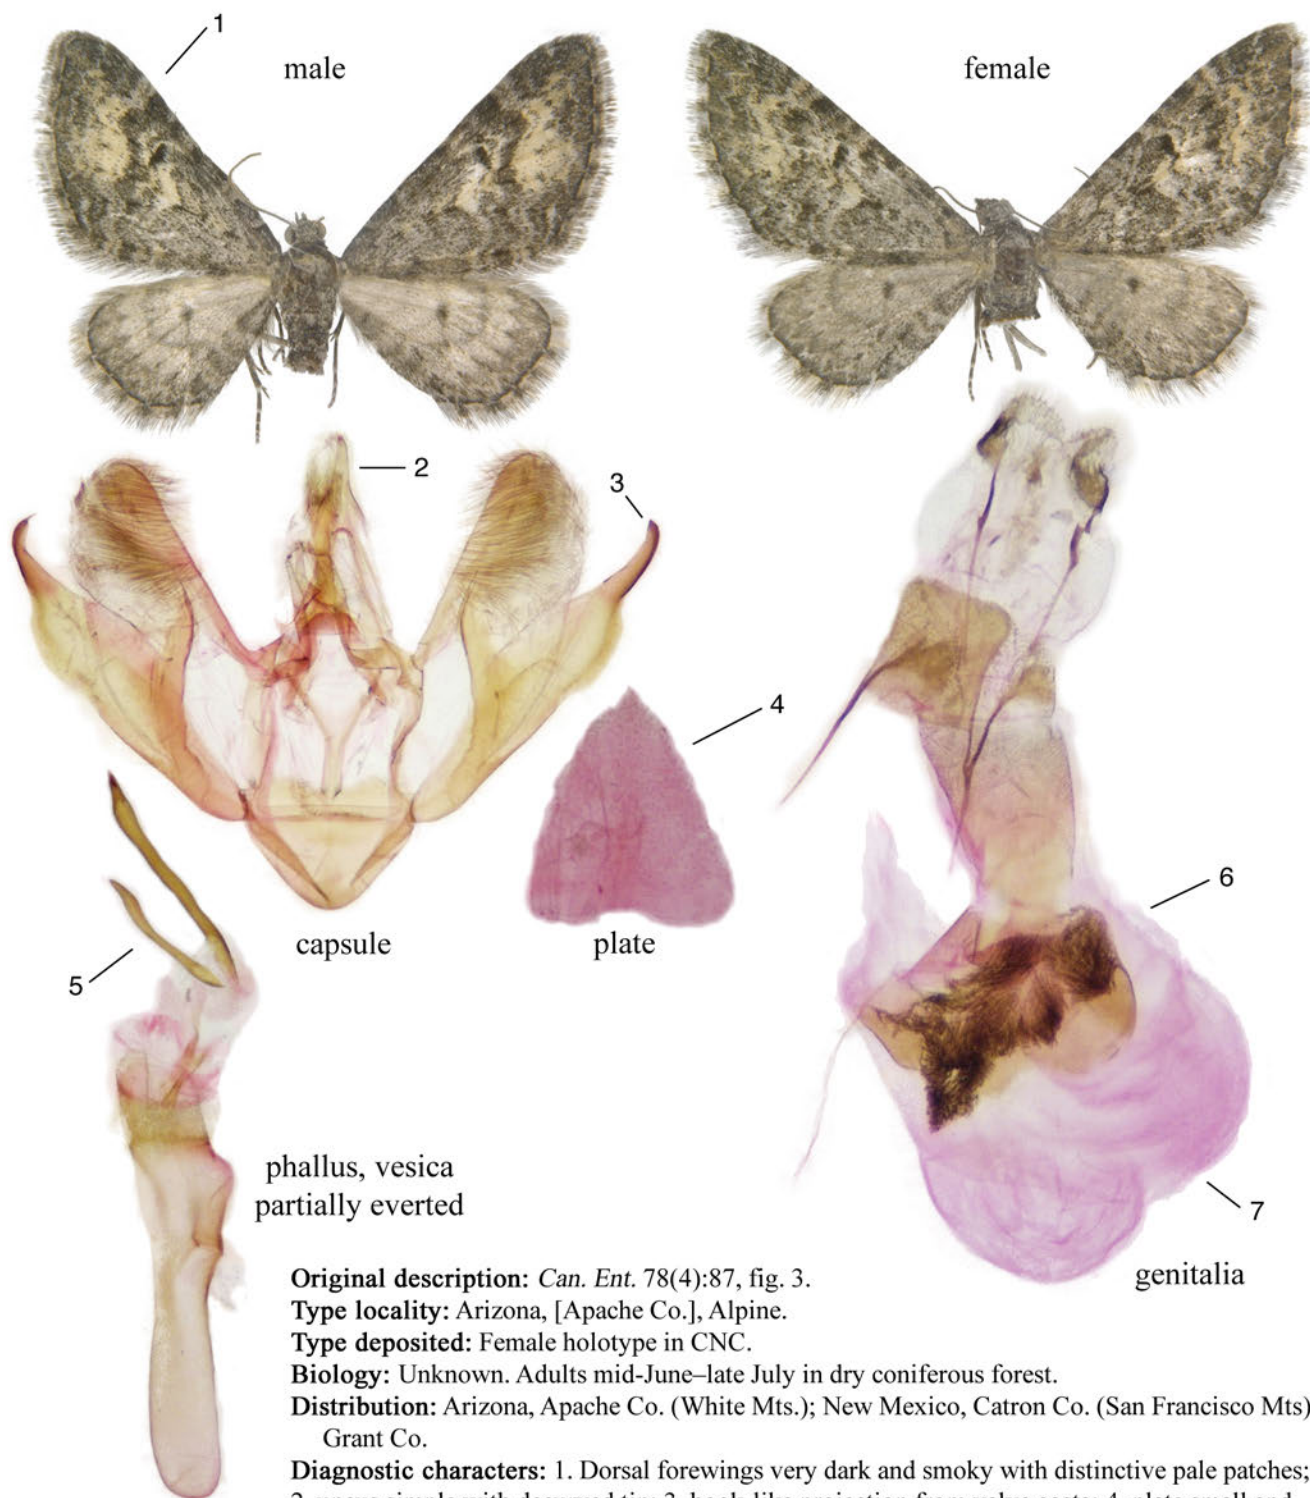 1
male
female
2
3
4
capsule
plate
5
6
phallus, vesica
partially everted
7
genitalia
Original description: Can. Ent. 78(4):87, fig. 3.
Type locality: Arizona, [Apache Co.], Alpine.
Type deposited: Female holotype in CNC.
Biology: Unknown. Adults mid-June–late July in dry coniferous forest.
Distribution: Arizona, Apache Co. (White Mts.); New Mexico, Catron Co. (San Francisco Mts)
Grant Co.
Diagnostic characters: 1. Dorsal forewings very dark and smoky with distinctive pale patches;